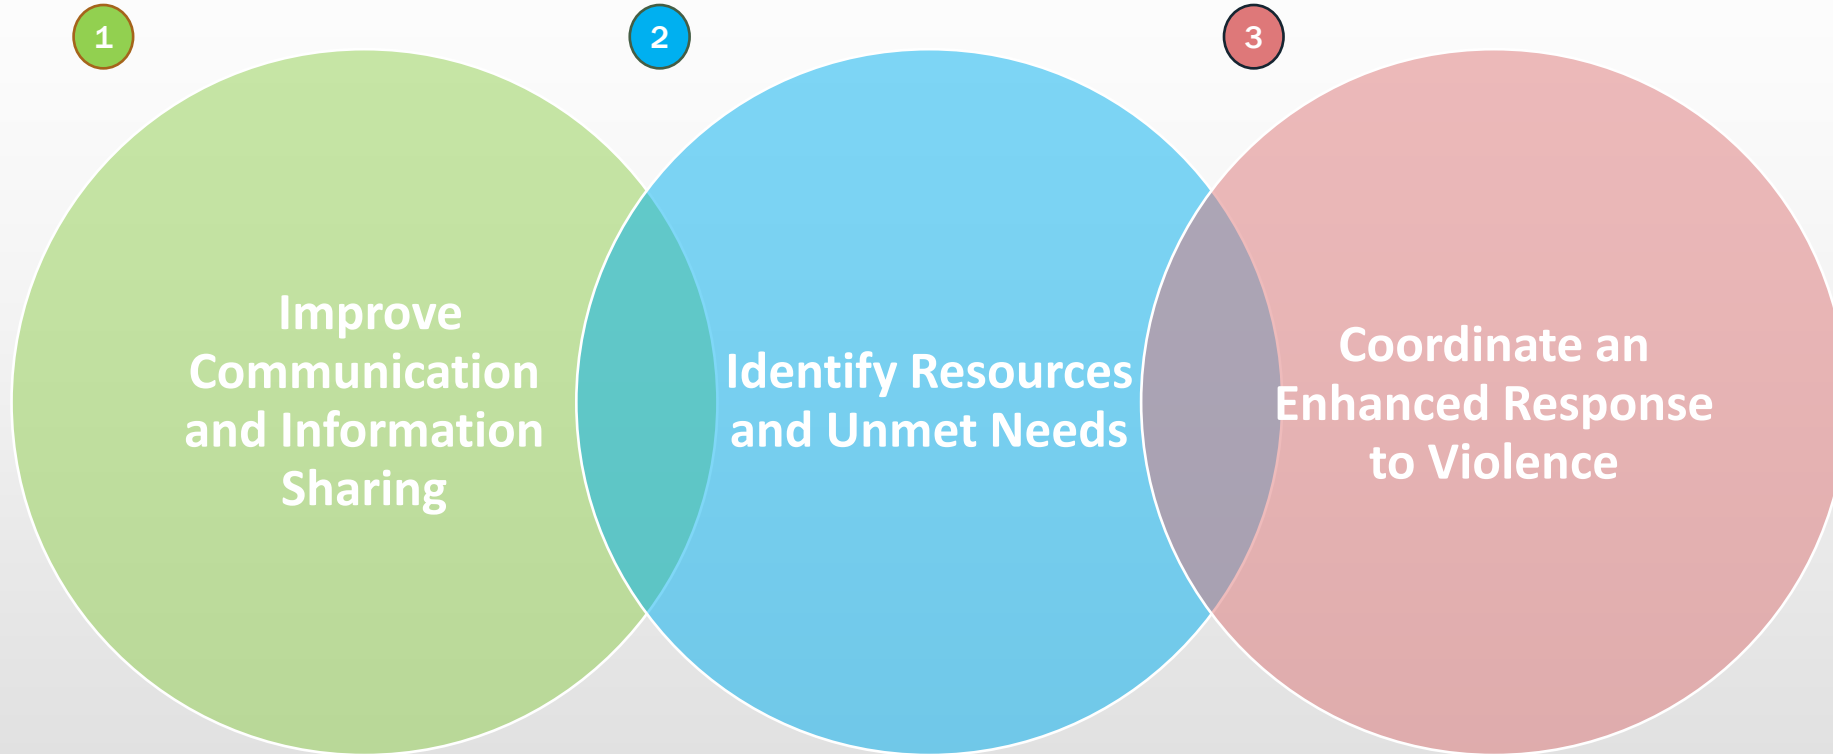 1
Improve
Communication
and Information
Sharing
2
Identify Resources
and Unmet Needs
3
Coordinate an
Enhanced Response
to Violence